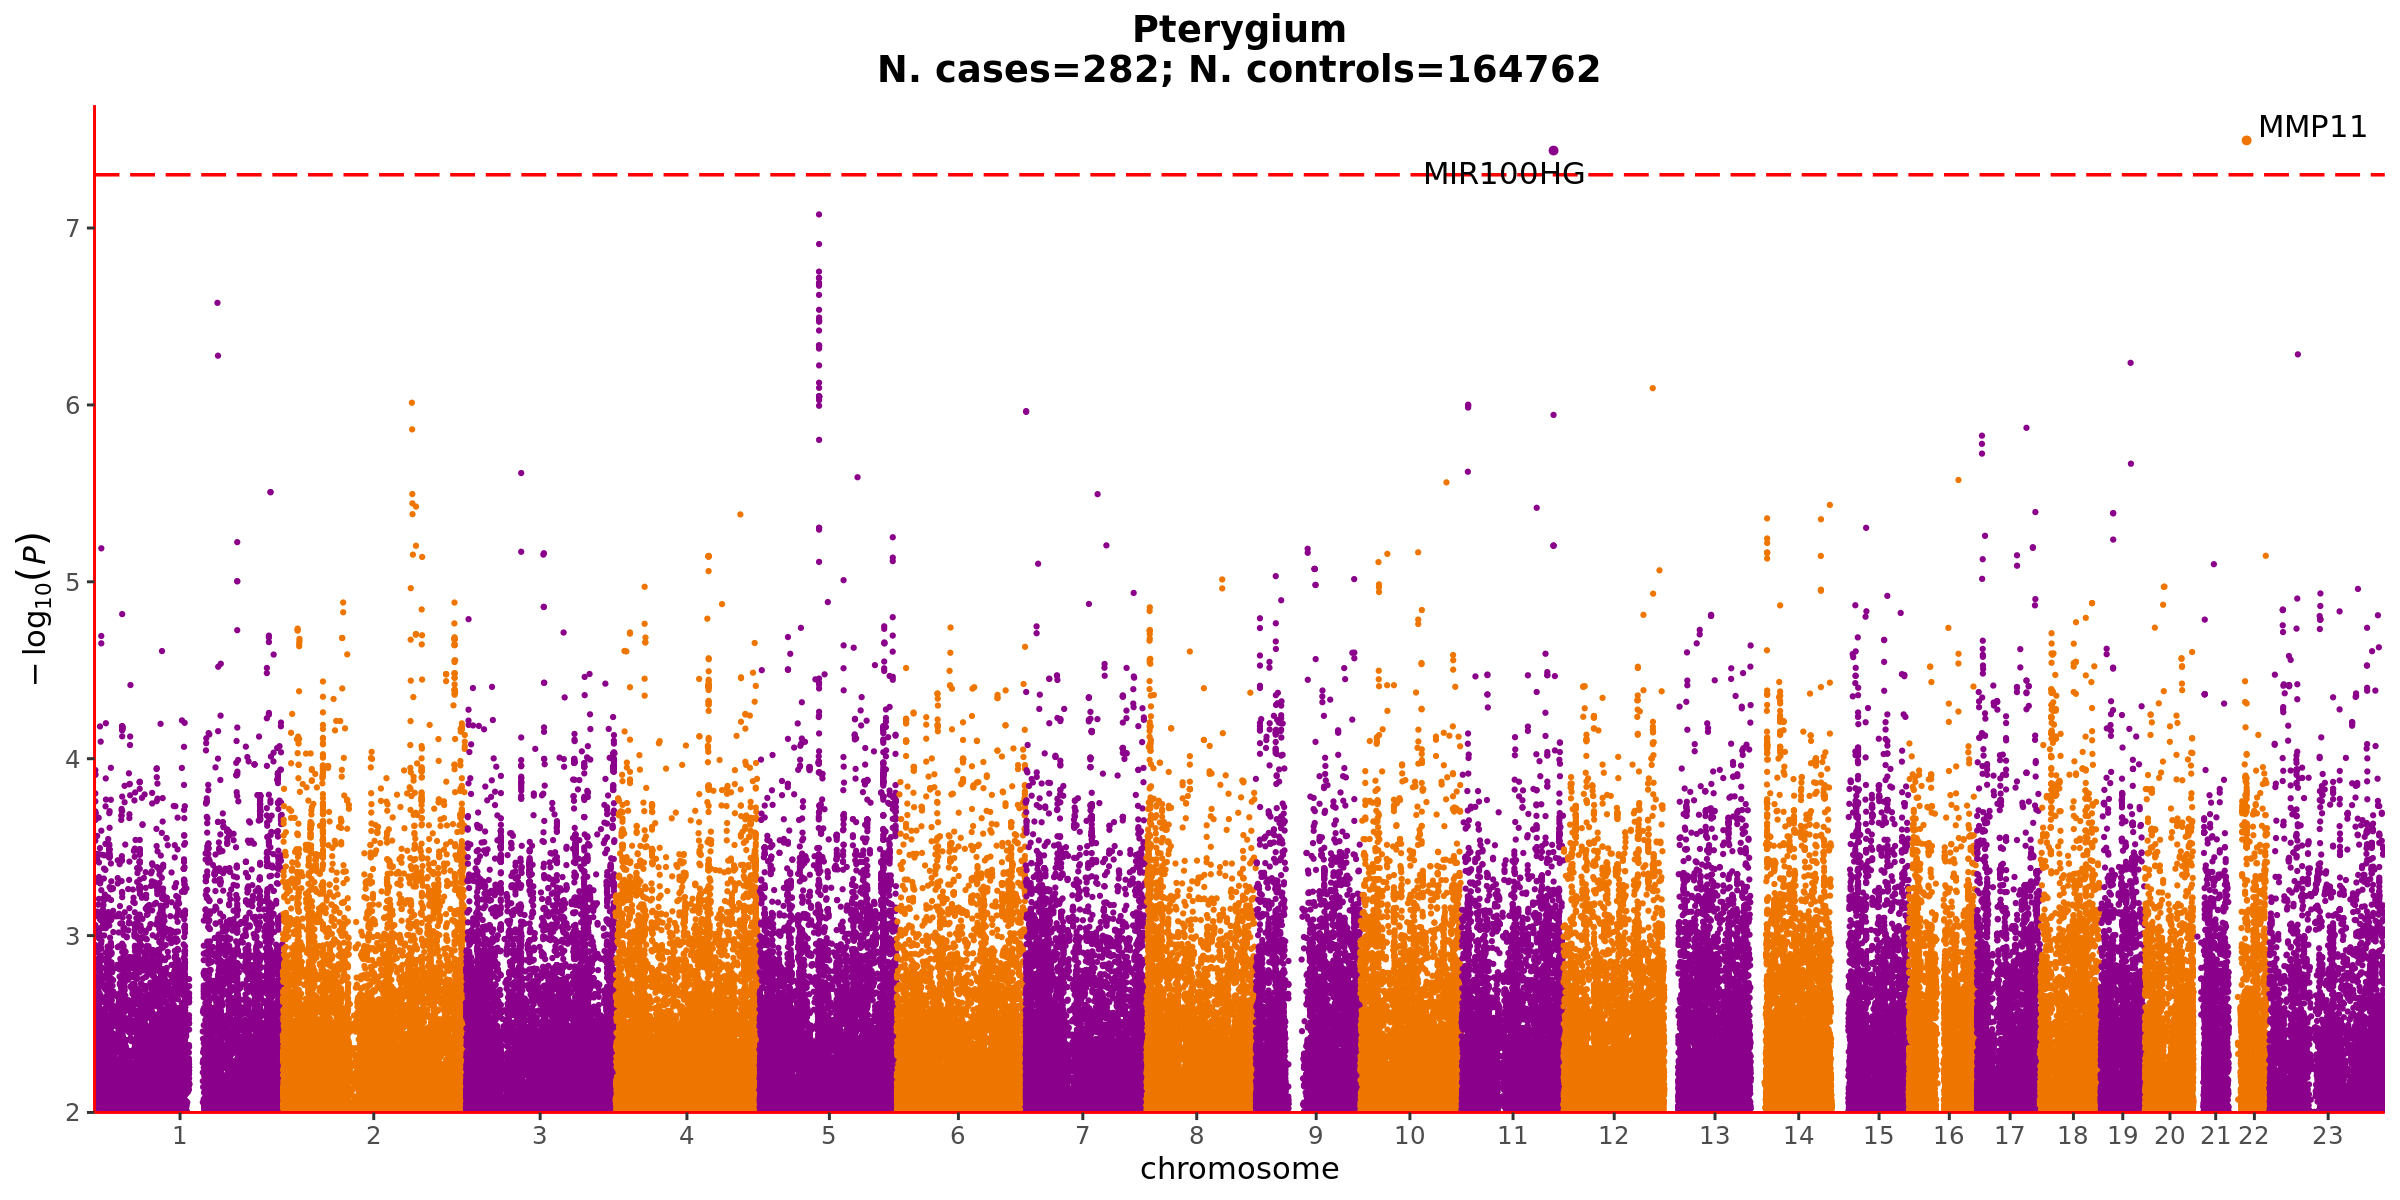 Pterygium
N. cases=282; N. controls=164762
MMP11
MIR100HG
7
6
5
4
3
2
−log10(P)
1 2 3 4 5 6 7 8 9 10 11 12 13 14 15 16 17 18 19 20 21 22 23
chromosome